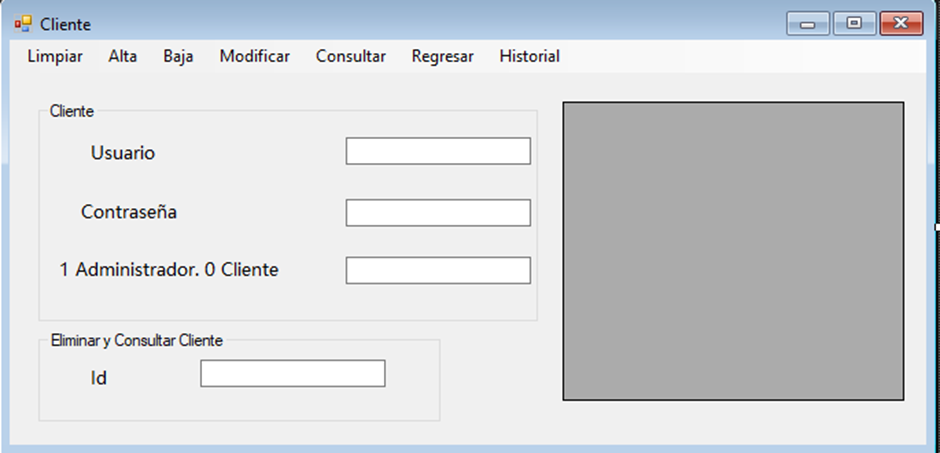 Cliente
Limpiar Alta Baja Modificar Consultar Regresar Historial
Cliente
Usuario
Contraseña
1 Administrador. 0 Cliente
Eliminar y Consultar Cliente
Id